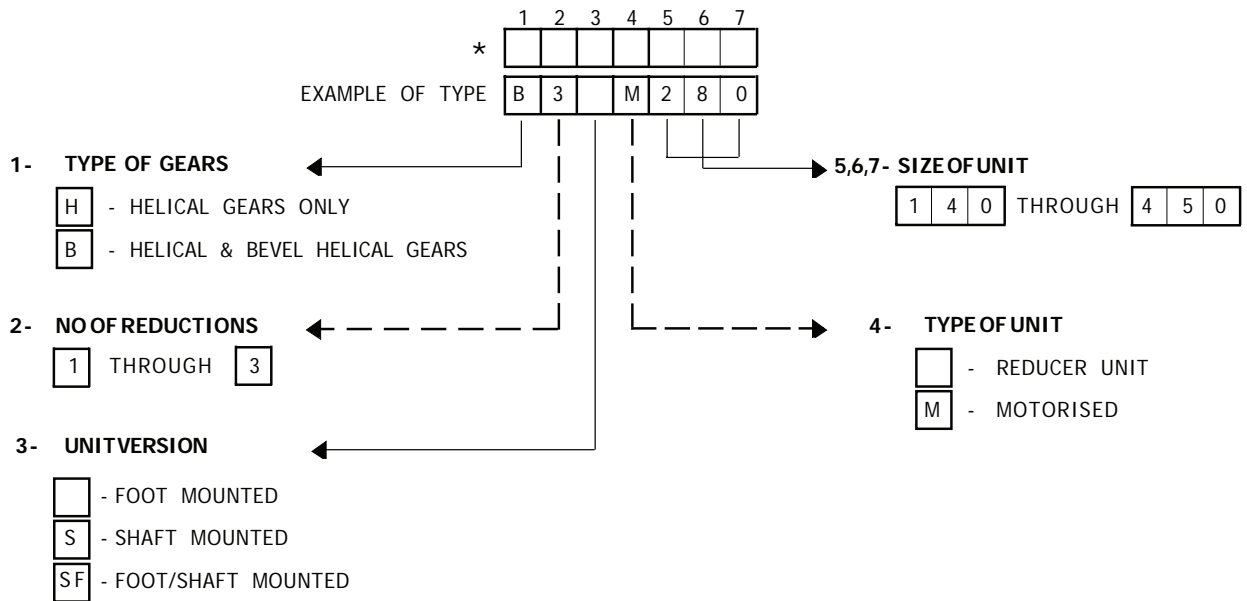 1 2 3 4 5 6 7
*
EXAMPLE OF TYPE B 3 M 2 8 0
1- TYPE OF GEARS
H - HELICAL GEARS ONLY
B - HELICAL & BEVEL HELICAL GEARS
5,6,7- SIZE OF UNIT
1 4 0 THROUGH 4 5 0
2- NO OF REDUCTIONS
1 THROUGH 3
4- TYPE OF UNIT
- REDUCER UNIT
M - MOTORISED
3- UNIT VERSION
- FOOT MOUNTED
S - SHAFT MOUNTED
SF - FOOT/SHAFT MOUNTED